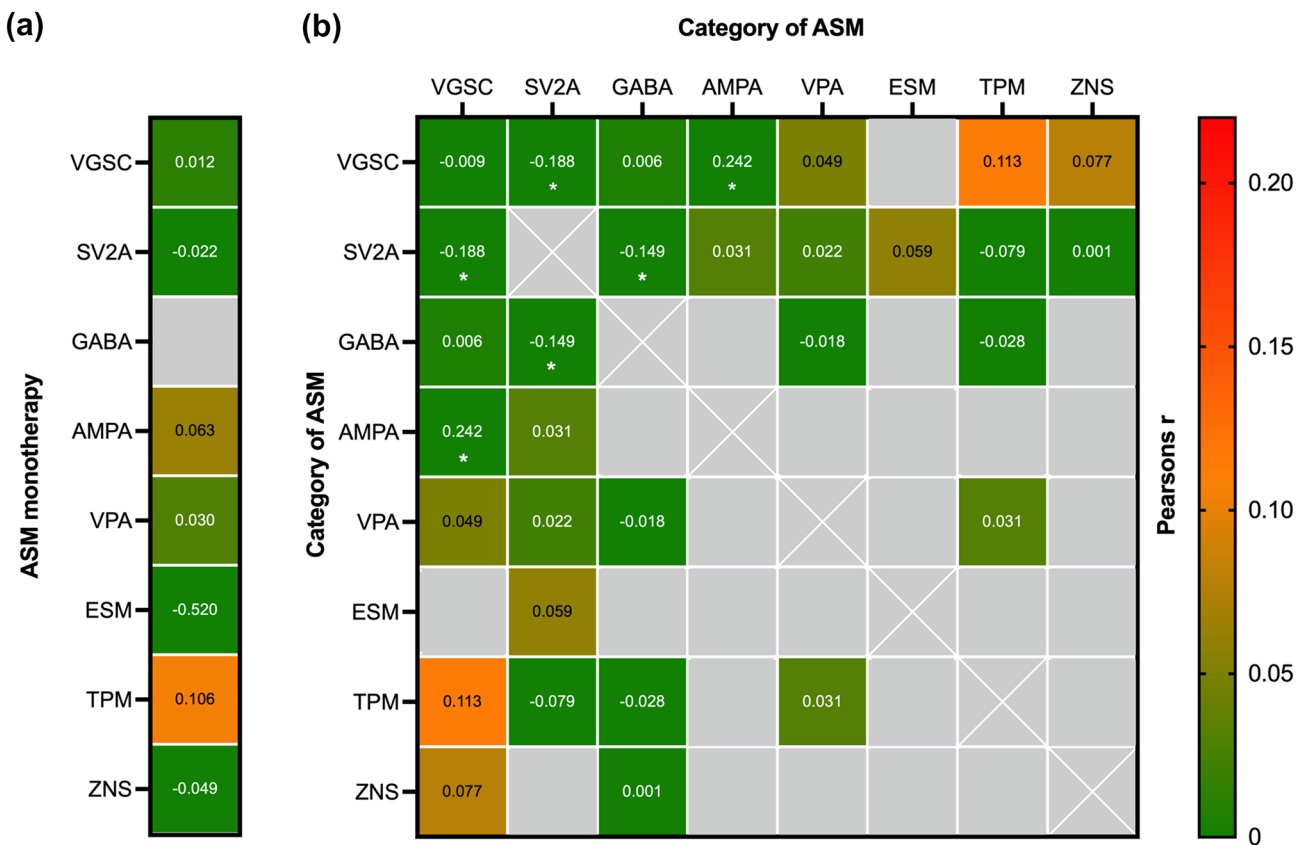 (a)
(b)
Category of ASM
VGSC SV2A GABA AMPA VPA ESM TPM ZNS
ASM monotherapy
VGSC 0.012
SV2A -0.022
GABA
AMPA 0.063
VPA 0.030
ESM -0.520
TPM 0.106
ZNS -0.049
Category of ASM
VGSC -0.009 -0.188 * 0.006 0.242 * 0.049 0.113 0.077
SV2A -0.188 * -0.149 * 0.031 0.022 0.059 -0.079 0.001
GABA 0.006 -0.149 * -0.018 -0.028
AMPA 0.242 * 0.031
VPA 0.049 0.022 -0.018 0.031
ESM 0.059
TPM 0.113 -0.079 -0.028 0.031
ZNS 0.077 0.001
Pearsons r
0.20
0.15
0.10
0.05
0